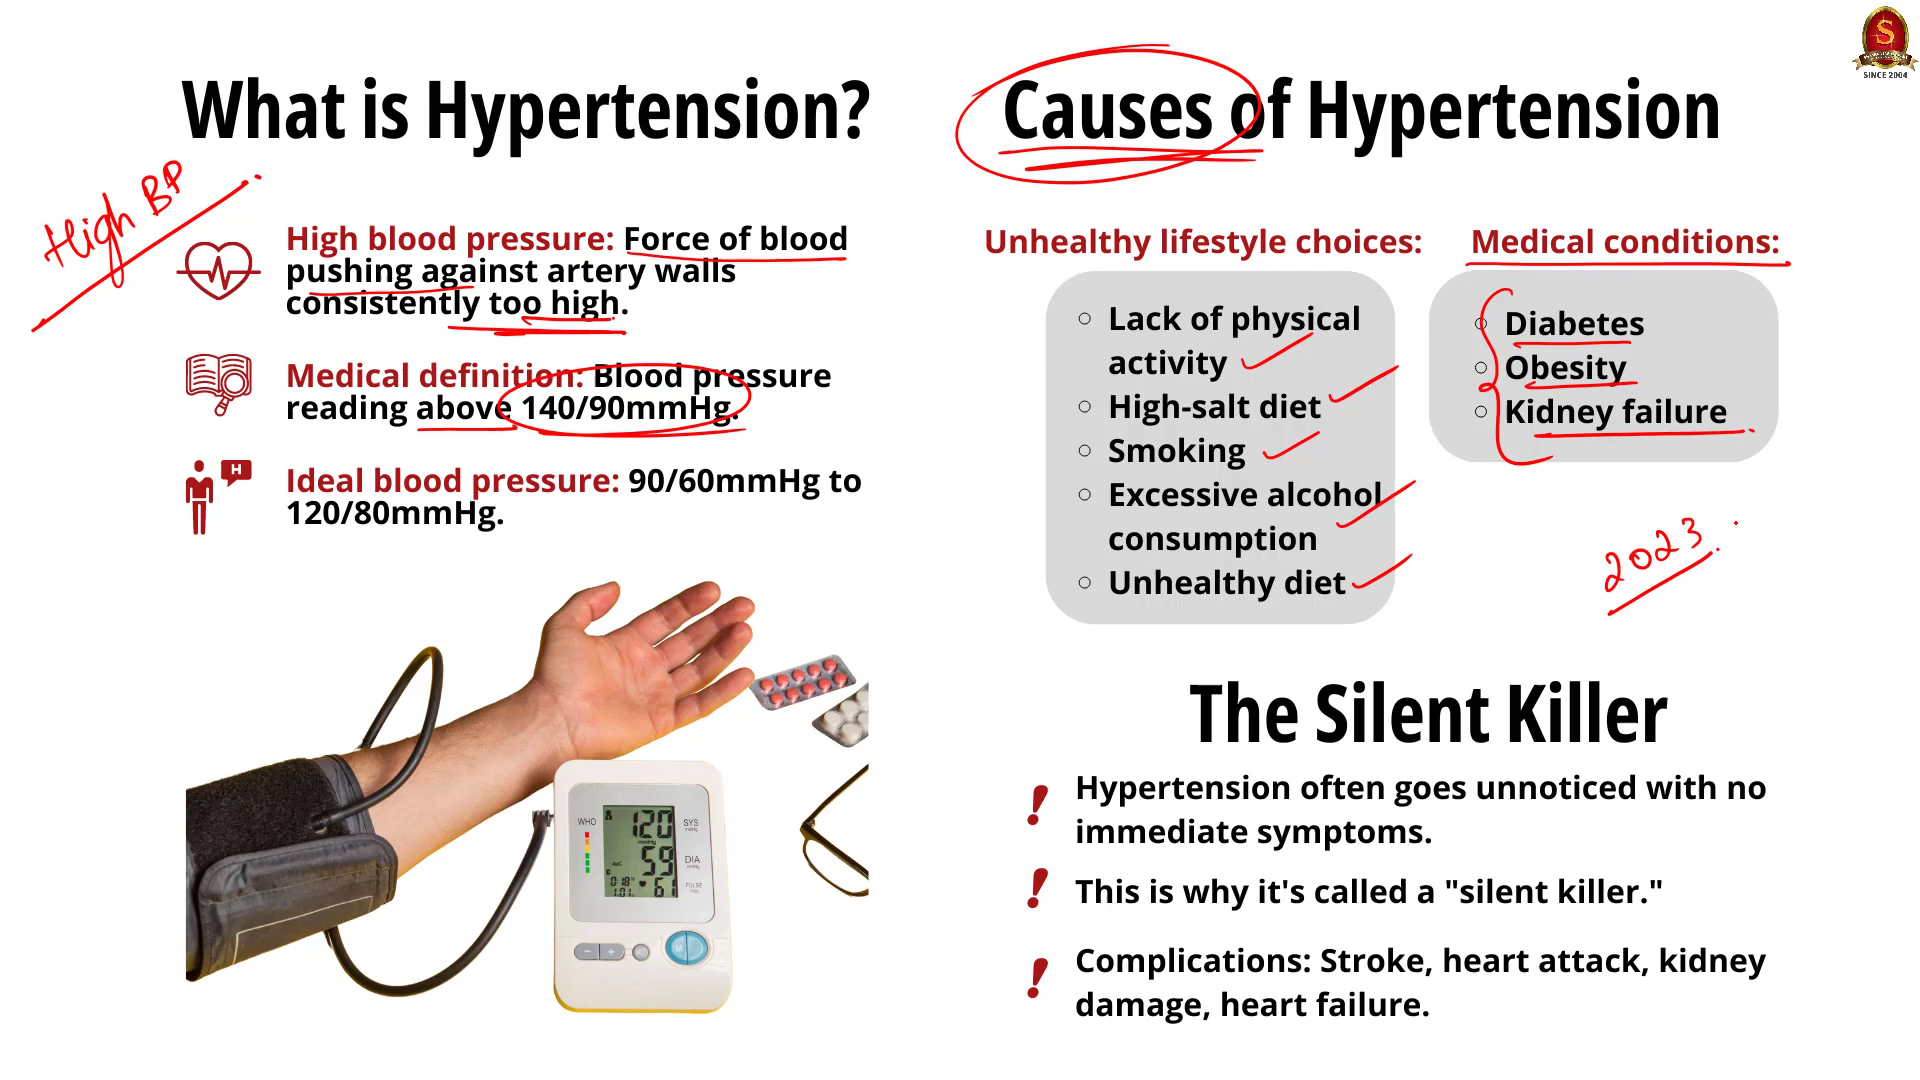 What is Hypertension?
High BP
High blood pressure: Force of blood
pushing against artery walls
consistently too high.
Medical definition: Blood pressure
reading above 140/90mmHg.
H
Ideal blood pressure: 90/60mmHg to
120/80mmHg.
WHO
120
SYS
mmHg
59
DIA
61
PULSE
M
Causes of Hypertension
Unhealthy lifestyle choices:
Lack of physical
activity
High-salt diet
Smoking
Excessive alcohol
consumption
Unhealthy diet
Medical conditions:
Diabetes
Obesity
Kidney failure
2023
The Silent Killer
Hypertension often goes unnoticed with no
immediate symptoms.
This is why it's called a "silent killer."
Complications: Stroke, heart attack, kidney
damage, heart failure.
S
SINCE 2004